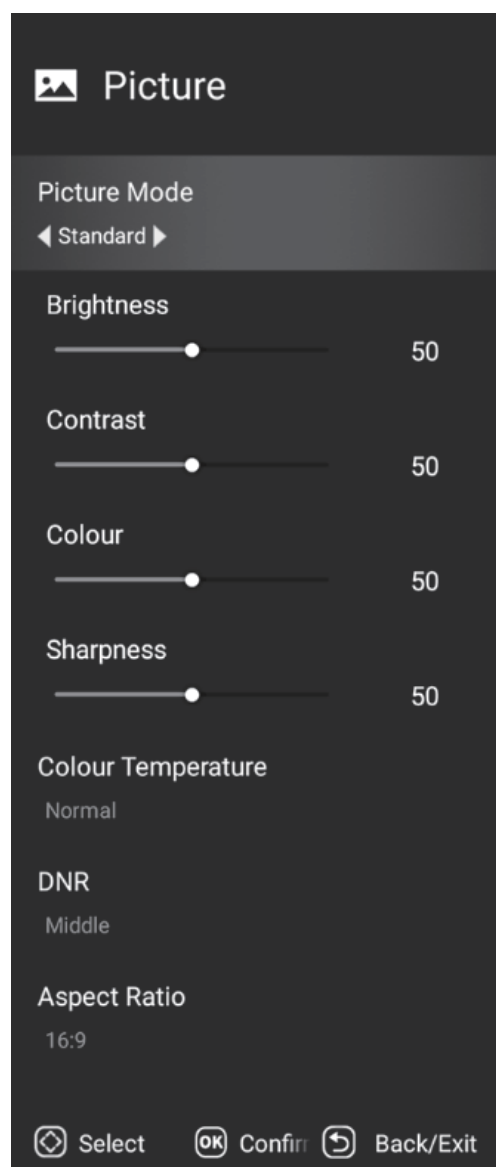 Picture
Picture Mode
Standard
Brightness
50
Contrast
50
Colour
50
Sharpness
50
Colour Temperature
Normal
DNR
Middle
Aspect Ratio
16:9
Select OK Confirr Back/Exit